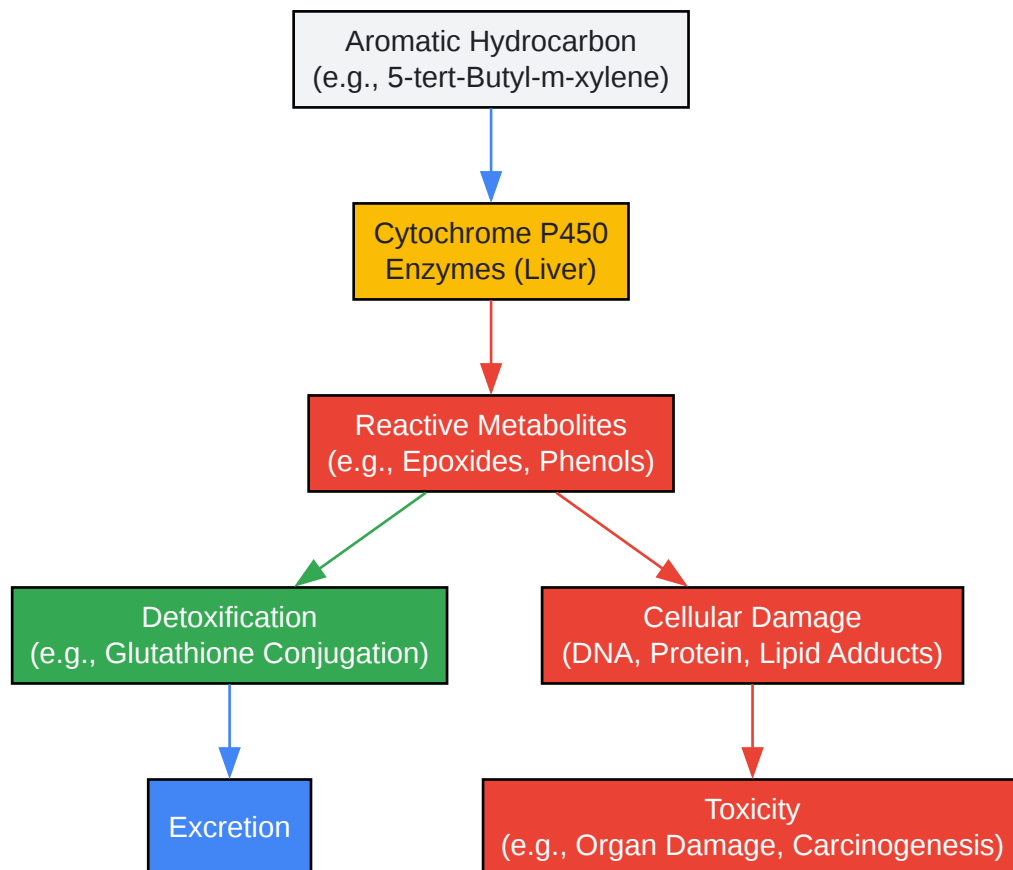 Aromatic Hydrocarbon
(e.g., 5-tert-Butyl-m-xylene)
Cytochrome P450
Enzymes (Liver)
Reactive Metabolites
(e.g., Epoxides, Phenols)
Detoxification
(e.g., Glutathione Conjugation)
Cellular Damage
(DNA, Protein, Lipid Adducts)
Excretion
Toxicity
(e.g., Organ Damage, Carcinogenesis)